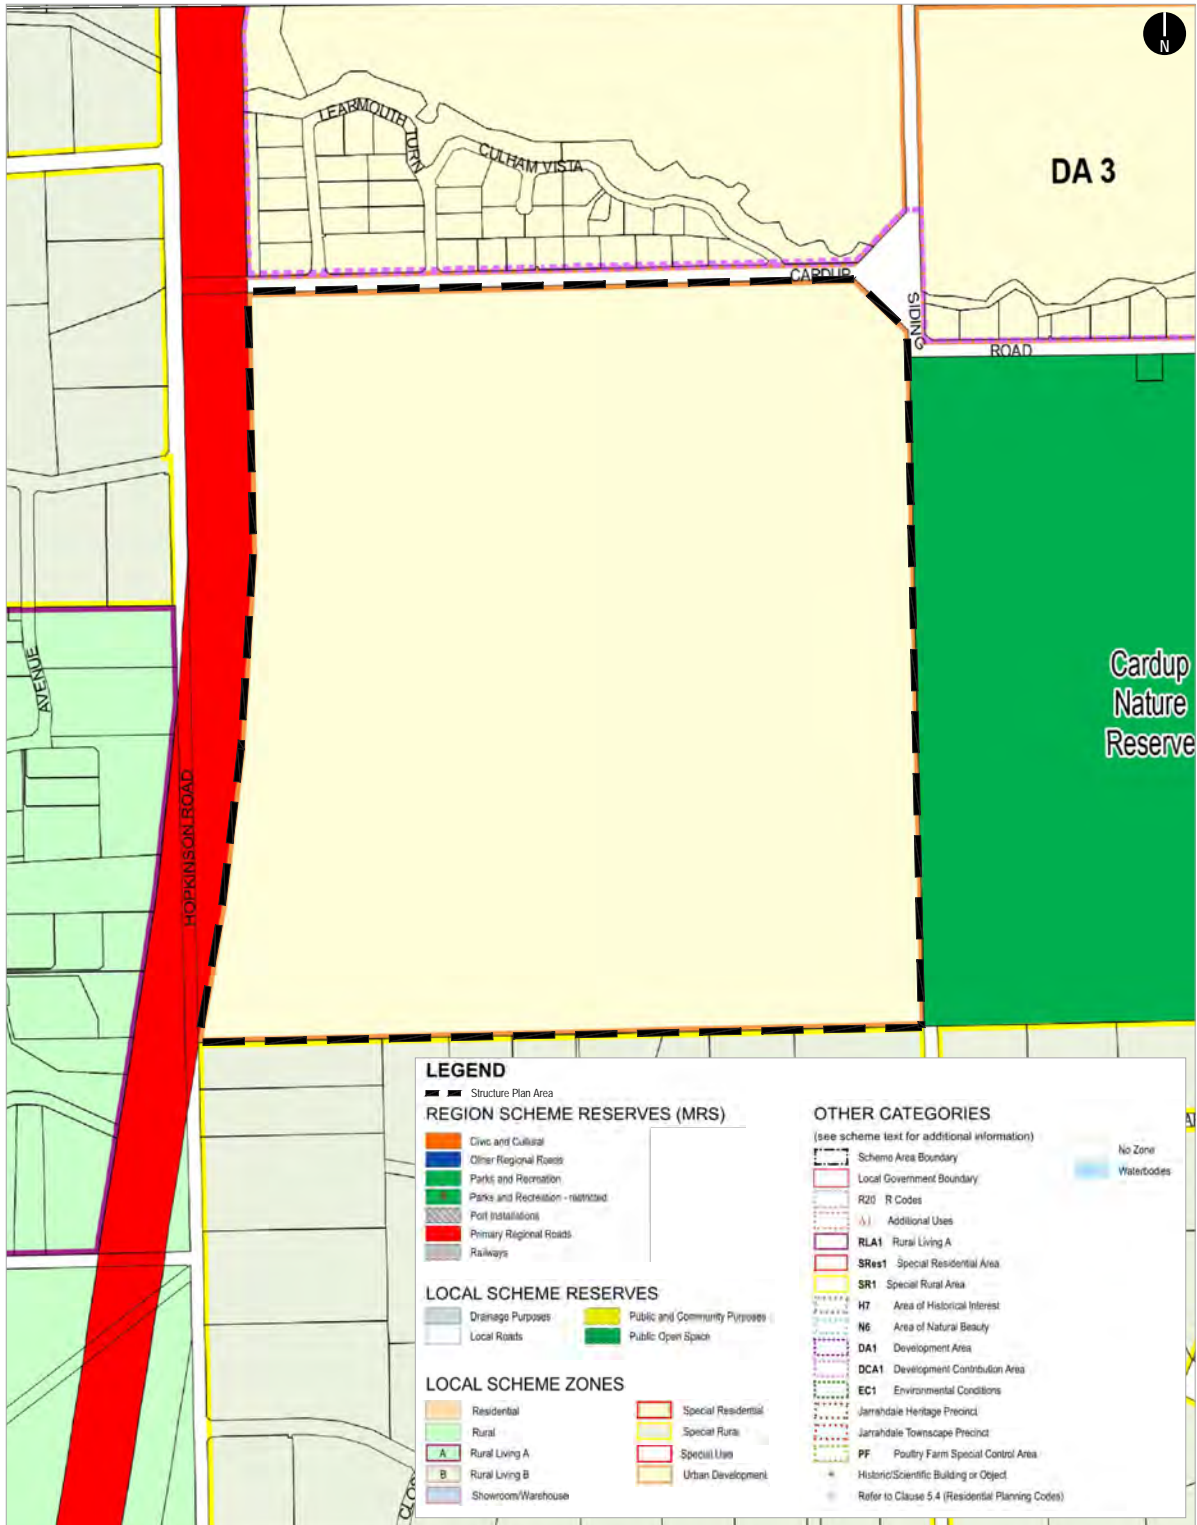 N
LEARMOUTH TURN
CULHAM VISTA
DA 3
CARDUP
SIDING
ROAD
Cardup
Nature
Reserve
AVENUE
HOPKINSON ROAD
LEGEND
Structure Plan Area
REGION SCHEME RESERVES (MRS)
Civic and Cultural
Other Regional Roads
Parks and Recreation
Parks and Recreation - restricted
Port Installations
Primary Regional Roads
Railways
LOCAL SCHEME RESERVES
Drainage Purposes
Local Roads
Public and Community Purposes
Public Open Space
LOCAL SCHEME ZONES
Residential
Rural
A Rural Living A
B Rural Living B
Showroom/Warehouse
Special Residential
Special Rural
Special Use
Urban Development
OTHER CATEGORIES
(see scheme text for additional information)
Scheme Area Boundary
Local Government Boundary
R20 R Codes
A1 Additional Uses
RLA1 Rural Living A
SRes1 Special Residential Area
SR1 Special Rural Area
H7 Area of Historical Interest
N6 Area of Natural Beauty
DA1 Development Area
DCA1 Development Contribution Area
EC1 Environmental Conditions
Jarrahdale Heritage Precinct
Jarrahdale Townscape Precinct
PF Poultry Farm Special Control Area
Historic/Scientific Building or Object
Refer to Clause 5.4 (Residential Planning Codes)
No Zone
Waterbodies